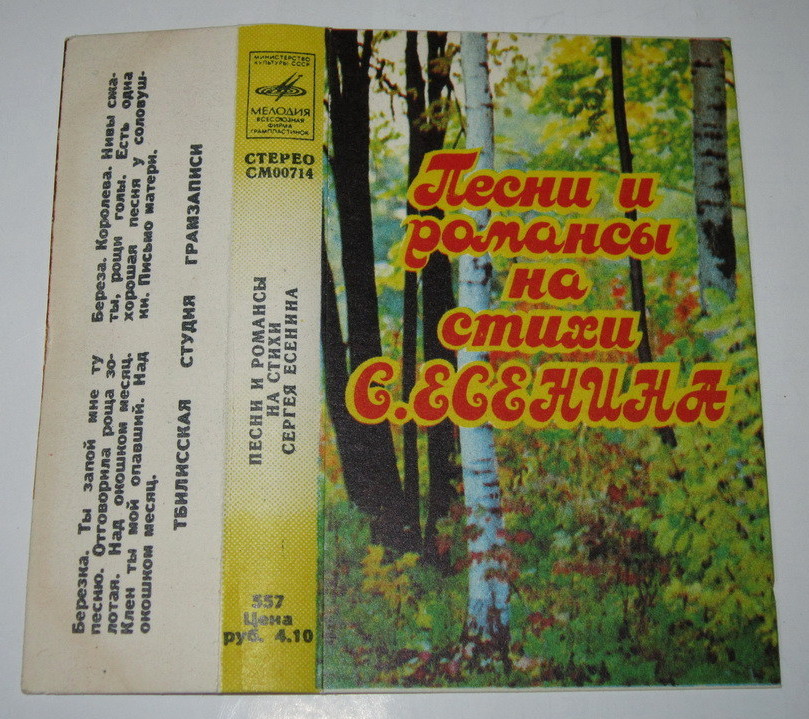 Березка. Ты запой мне ту
песню. Отговорила роща зо-
лотая. Над окошком месяц.
Клен ты мой опавший. Над
окошком месяц.
Береза. Королева. Нивы сжа-
ты, рощи голы. Есть одна
хорошая песня у соловуш-
ки. Письмо матери.
ТБИЛИССКАЯ СТУДИЯ ГРАМЗАПИСИ
МИНИСТЕРСТВО
КУЛЬТУРЫ СССР
МЕЛОДИЯ
ВСЕСОЮЗНАЯ
ФИРМА
ГРАМПЛАСТИНОК
СТЕРЕО
СМ00714
ПЕСНИ И РОМАНСЫ
НА СТИХИ
СЕРГЕЯ ЕСЕНИНА
557
Цена
руб. 4.10
Песни и
романсы
на
стихи
С.ЕСЕНИНА